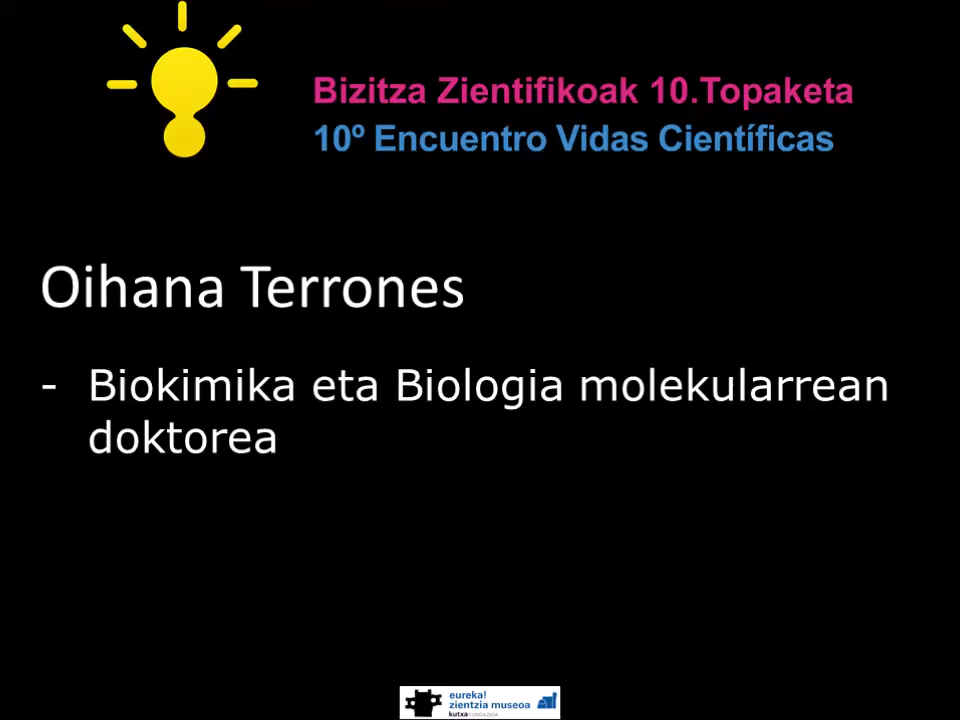 Bizitza Zientifikoak 10.Topaketa
10º Encuentro Vidas Científicas
Oihana Terrones
- Biokimika eta Biologia molekularrean
doktorea
eureka!
zientzia museoa
kutxa FUNDAZIOA